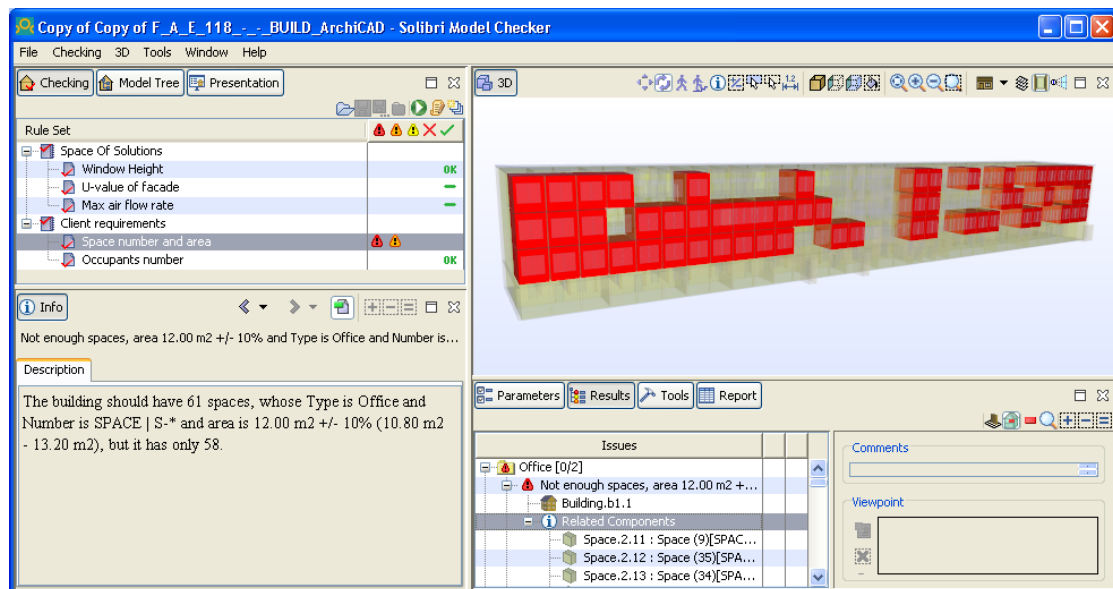 Copy of Copy of F_A_E_118_-_-_BUILD_ArchiCAD - Solibri Model Checker
File Checking 3D Tools Window Help
Checking Model Tree Presentation
Rule Set
Space Of Solutions
Window Height OK
U-value of facade
Max air flow rate
Client requirements
Space number and area
Occupants number OK
Info
Not enough spaces, area 12.00 m2 +/- 10% and Type is Office and Number is...
Description
The building should have 61 spaces, whose Type is Office and
Number is SPACE | S-* and area is 12.00 m2 +/- 10% (10.80 m2
- 13.20 m2), but it has only 58.
3D
1,2
Parameters Results Tools Report
Issues
Office [0/2]
Not enough spaces, area 12.00 m2 +...
Building.b1.1
Related Components
Space.2.11 : Space (9)[SPAC...
Space.2.12 : Space (35)[SPA...
Space.2.13 : Space (34)[SPA...
Comments
Viewpoint